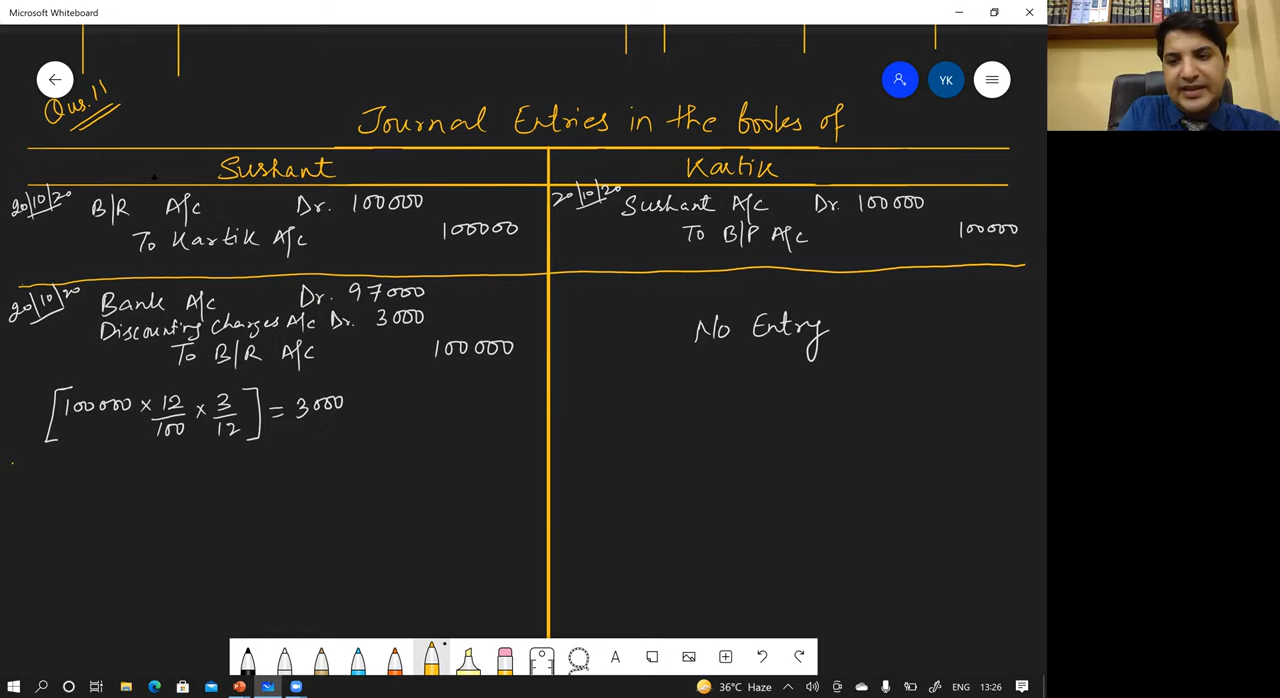 Microsoft Whiteboard
YK
Qus. 11
Journal Entries in the books of
Sushant
Kartik
20/10/20 B/R A/c Dr. 100000
To Kartik A/c 100000
20/10/20 Sushant A/c Dr. 100000
To B/P A/c 100000
20/10/20 Bank A/c Dr. 97000
Discounting Charges A/c Dr. 3000
To B/R A/c 100000
No Entry
[100000 × 12/100 × 3/12] = 3000
A
36°C Haze
ENG
13:26